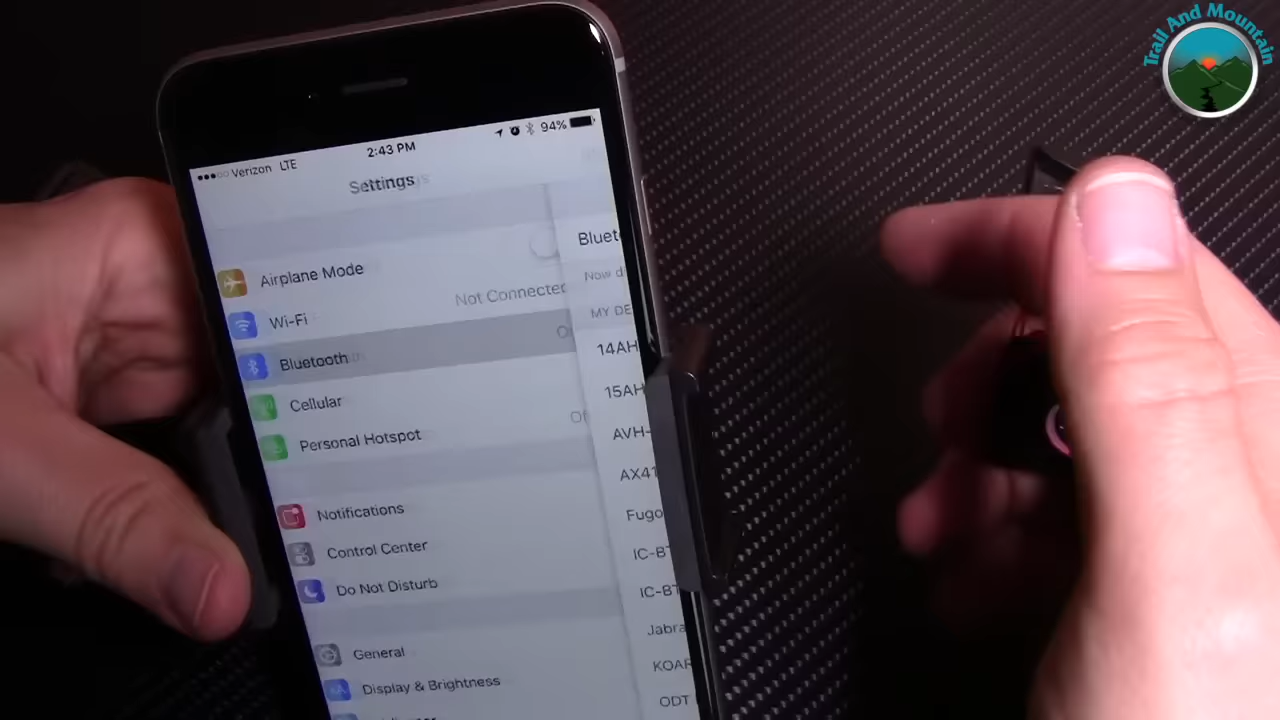 Trail And Mountain
Verizon LTE
2:43 PM
94%
Settings
Airplane Mode
Wi-Fi
Not Connected
Bluetooth
Cellular
Personal Hotspot
Notifications
Control Center
Do Not Disturb
General
Display & Brightness
Bluet
Now d
MY DE
14AH
15AH
AVH-
AX41
Fugo
IC-BT
IC-BT
Jabra
KOAR
ODT